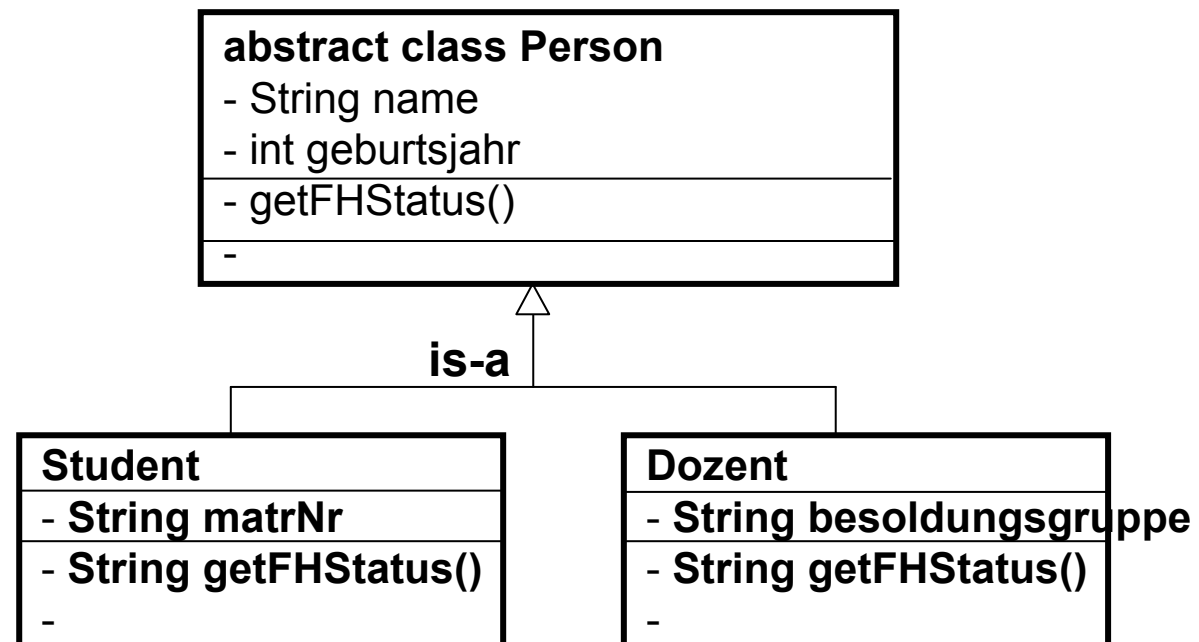 abstract class Person
- String name
- int geburtsjahr
- getFHStatus()
-
is-a
Student
- String matrNr
- String getFHStatus()
-
Dozent
- String besoldungsgruppe
- String getFHStatus()
-